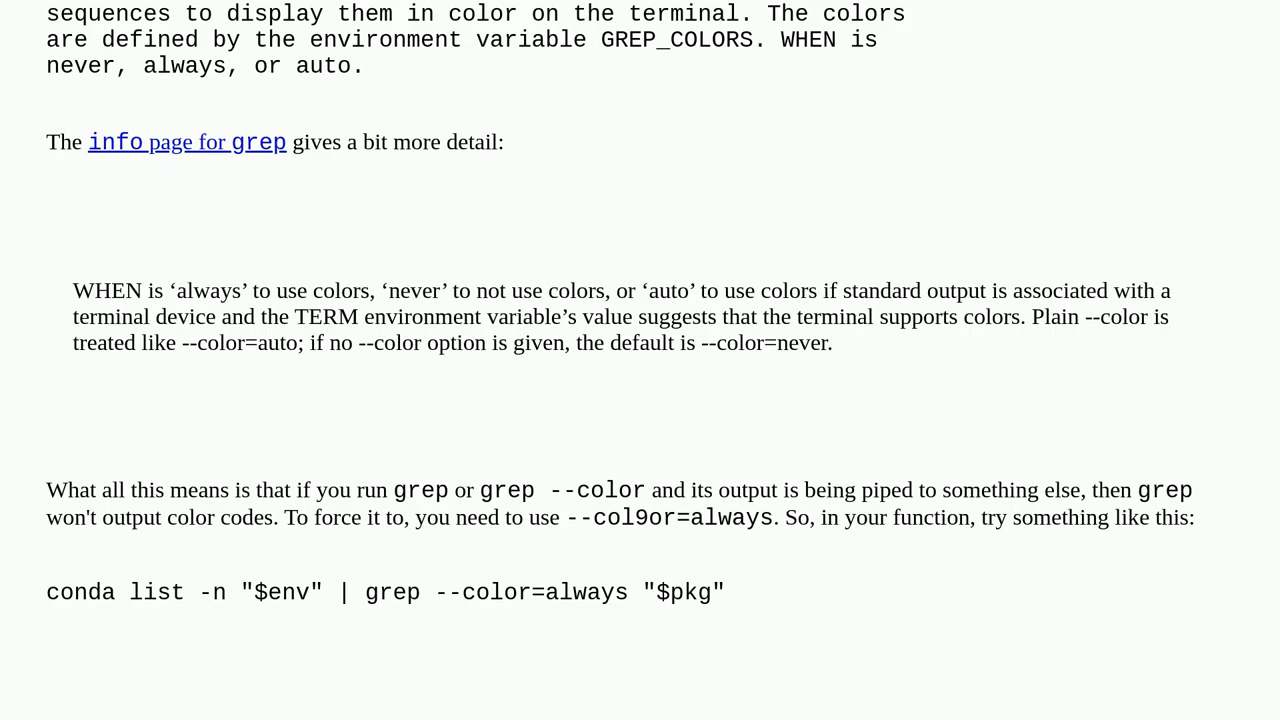 sequences to display them in color on the terminal. The colors
are defined by the environment variable GREP_COLORS. WHEN is
never, always, or auto.
The info page for grep gives a bit more detail:
WHEN is ‘always’ to use colors, ‘never’ to not use colors, or ‘auto’ to use colors if standard output is associated with a
terminal device and the TERM environment variable’s value suggests that the terminal supports colors. Plain --color is
treated like --color=auto; if no --color option is given, the default is --color=never.
What all this means is that if you run grep or grep --color and its output is being piped to something else, then grep
won't output color codes. To force it to, you need to use --col9or=always. So, in your function, try something like this:
conda list -n "$env" | grep --color=always "$pkg"